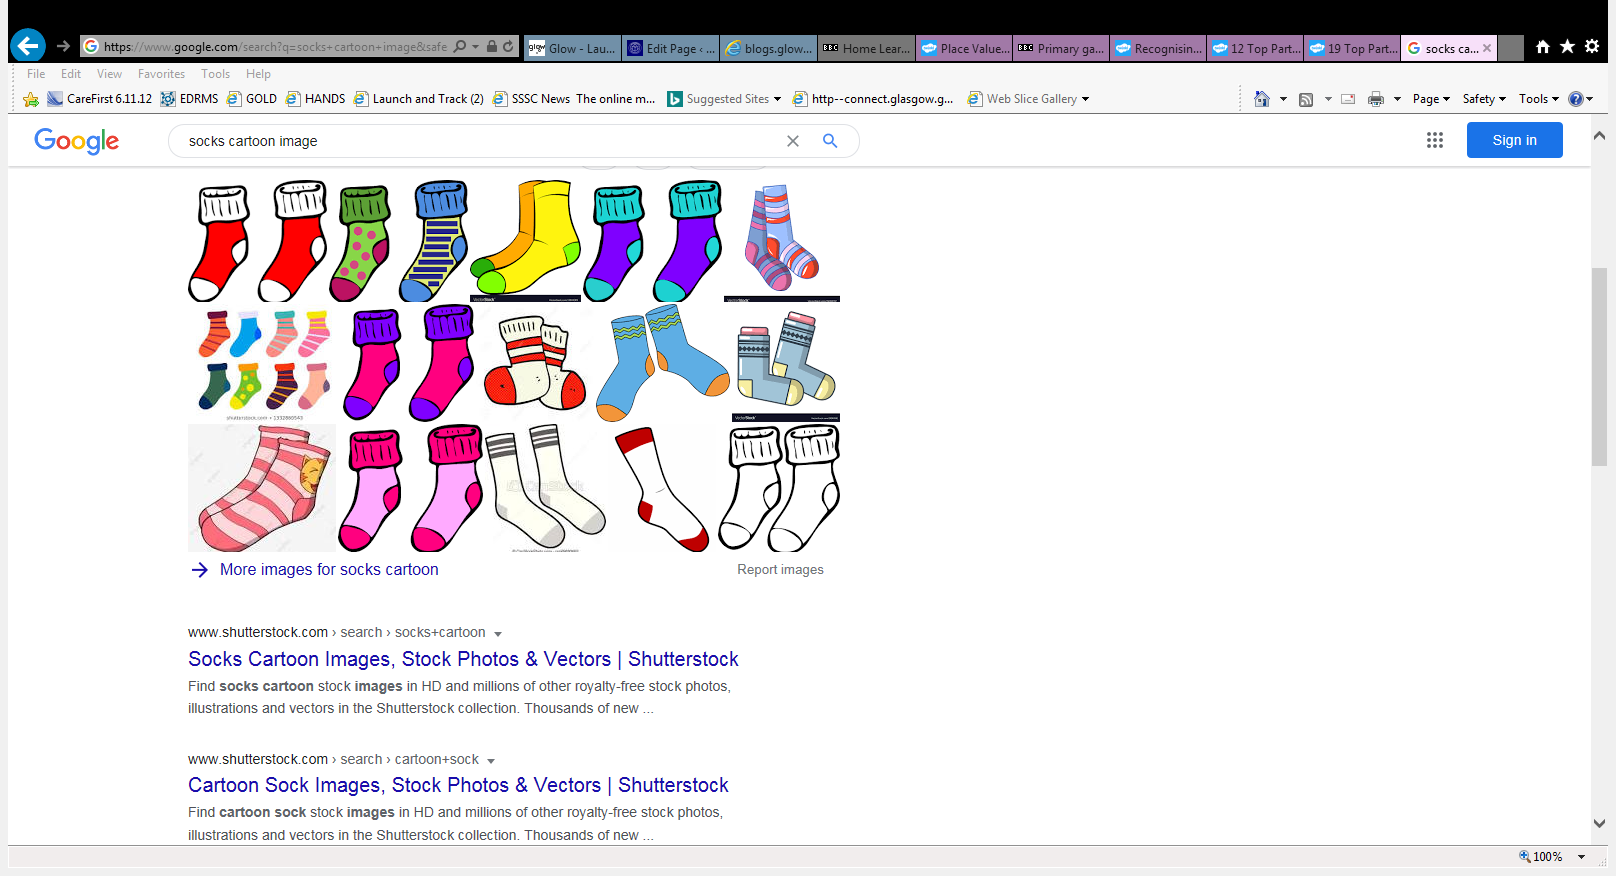 https://www.google.com/search?q=socks+cartoon+image&safe
Glow - Lau...
Edit Page ‹ ...
blogs.glow...
BBC Home Lear...
Place Value...
BBC Primary ga...
Recognisin...
12 Top Part...
19 Top Part...
socks ca...
File Edit View Favorites Tools Help
CareFirst 6.11.12
EDRMS
GOLD
HANDS
Launch and Track (2)
SSSC News The online m...
Suggested Sites
http--connect.glasgow.g...
Web Slice Gallery
Page
Safety
Tools
Google
socks cartoon image
Sign in
VectorStock
shutterstock.com • 1332860543
VectorStock
CanStock
More images for socks cartoon
Report images
www.shutterstock.com › search › socks+cartoon
Socks Cartoon Images, Stock Photos & Vectors | Shutterstock
Find socks cartoon stock images in HD and millions of other royalty-free stock photos,
illustrations and vectors in the Shutterstock collection. Thousands of new ...
www.shutterstock.com › search › cartoon+sock
Cartoon Sock Images, Stock Photos & Vectors | Shutterstock
Find cartoon sock stock images in HD and millions of other royalty-free stock photos,
illustrations and vectors in the Shutterstock collection. Thousands of new ...
100%